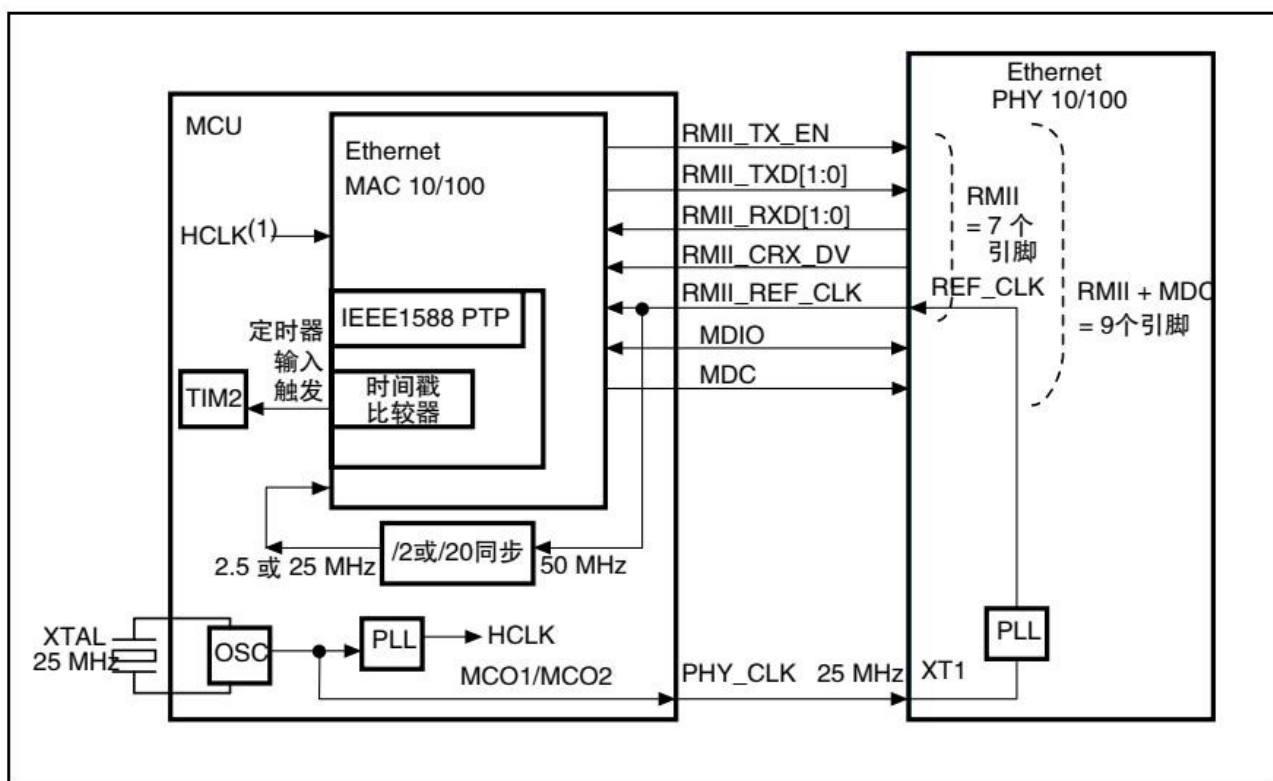 Ethernet
PHY 10/100
MCU
Ethernet
MAC 10/100
HCLK(1)
IEEE1588 PTP
定时器
输入
触发
TIM2
时间戳
比较器
RMII_TX_EN
RMII_TXD[1:0]
RMII_RXD[1:0]
RMII_CRX_DV
RMII_REF_CLK
MDIO
MDC
RMII
= 7 个
引脚
REF_CLK
RMII + MDC
= 9个引脚
2.5 或 25 MHz
/2或/20同步
50 MHz
XTAL
25 MHz
OSC
PLL
HCLK
MCO1/MCO2
PHY_CLK 25 MHz
XT1
PLL